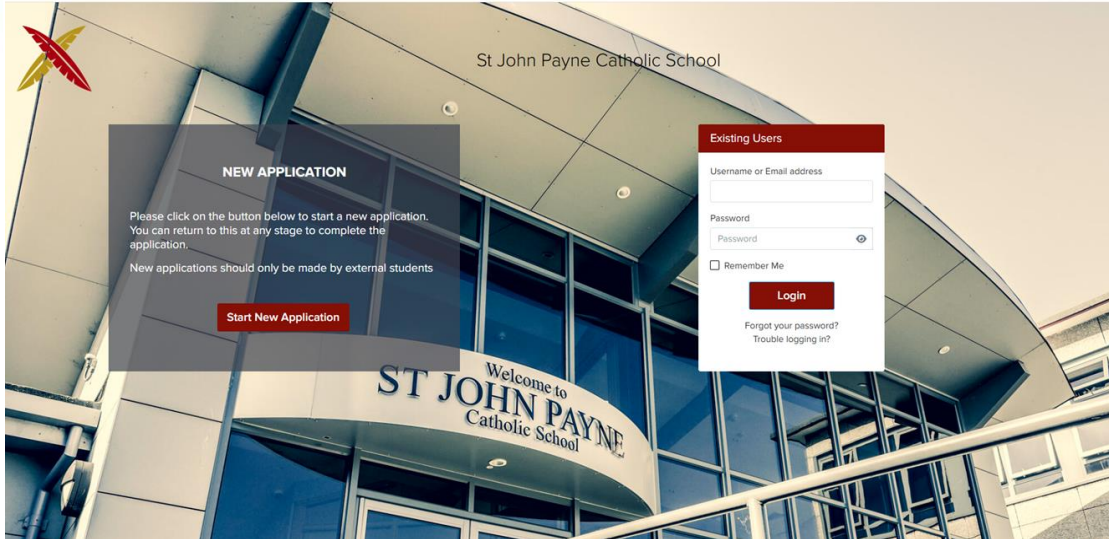 St John Payne Catholic School
NEW APPLICATION
Please click on the button below to start a new application.
You can return to this at any stage to complete the
application.
New applications should only be made by external students
Start New Application
Existing Users
Username or Email address
Password
Password
Remember Me
Login
Forgot your password?
Trouble logging in?
Welcome to
ST JOHN PAYNE
Catholic School